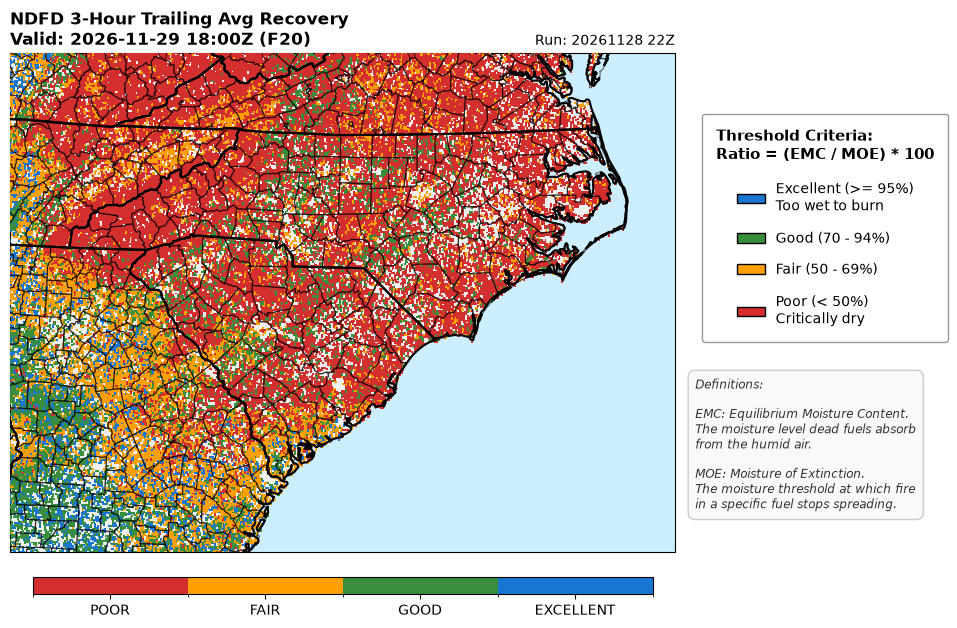 NDFD 3-Hour Trailing Avg Recovery
Valid: 2026-11-29 18:00Z (F20)
Run: 20261128 22Z
Threshold Criteria:
Ratio = (EMC / MOE) * 100
Excellent (>= 95%)
Too wet to burn
Good (70 - 94%)
Fair (50 - 69%)
Poor (< 50%)
Critically dry
Definitions:
EMC: Equilibrium Moisture Content.
The moisture level dead fuels absorb
from the humid air.
MOE: Moisture of Extinction.
The moisture threshold at which fire
in a specific fuel stops spreading.
POOR
FAIR
GOOD
EXCELLENT